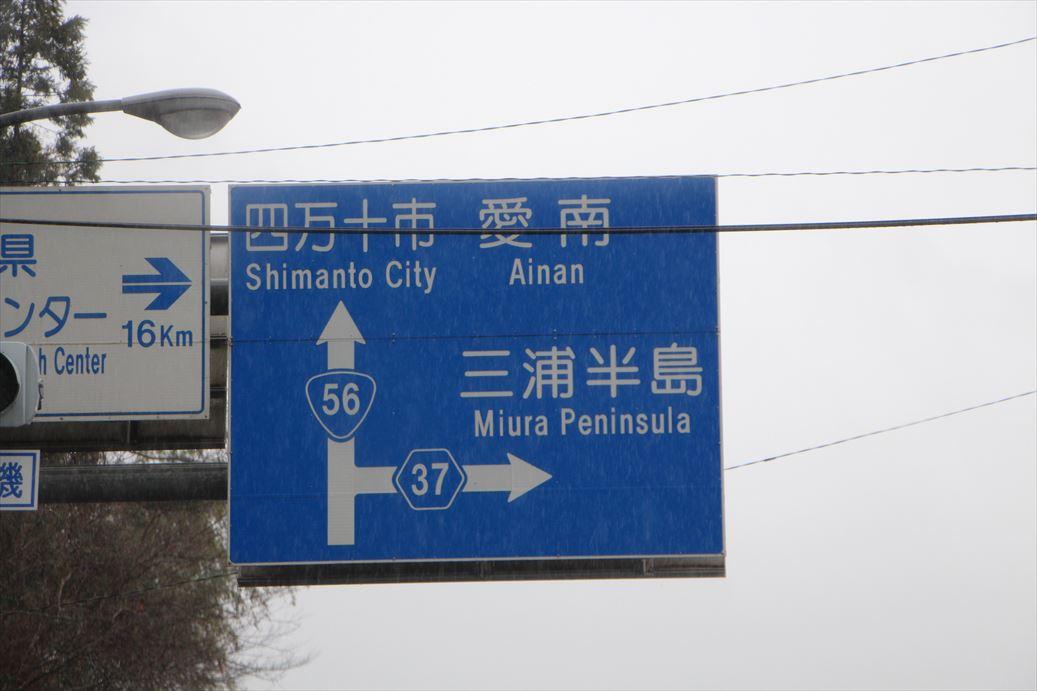 県
ンター
16Km
h Center
機
四万十市 愛南
Shimanto City Ainan
三浦半島
Miura Peninsula
56
37